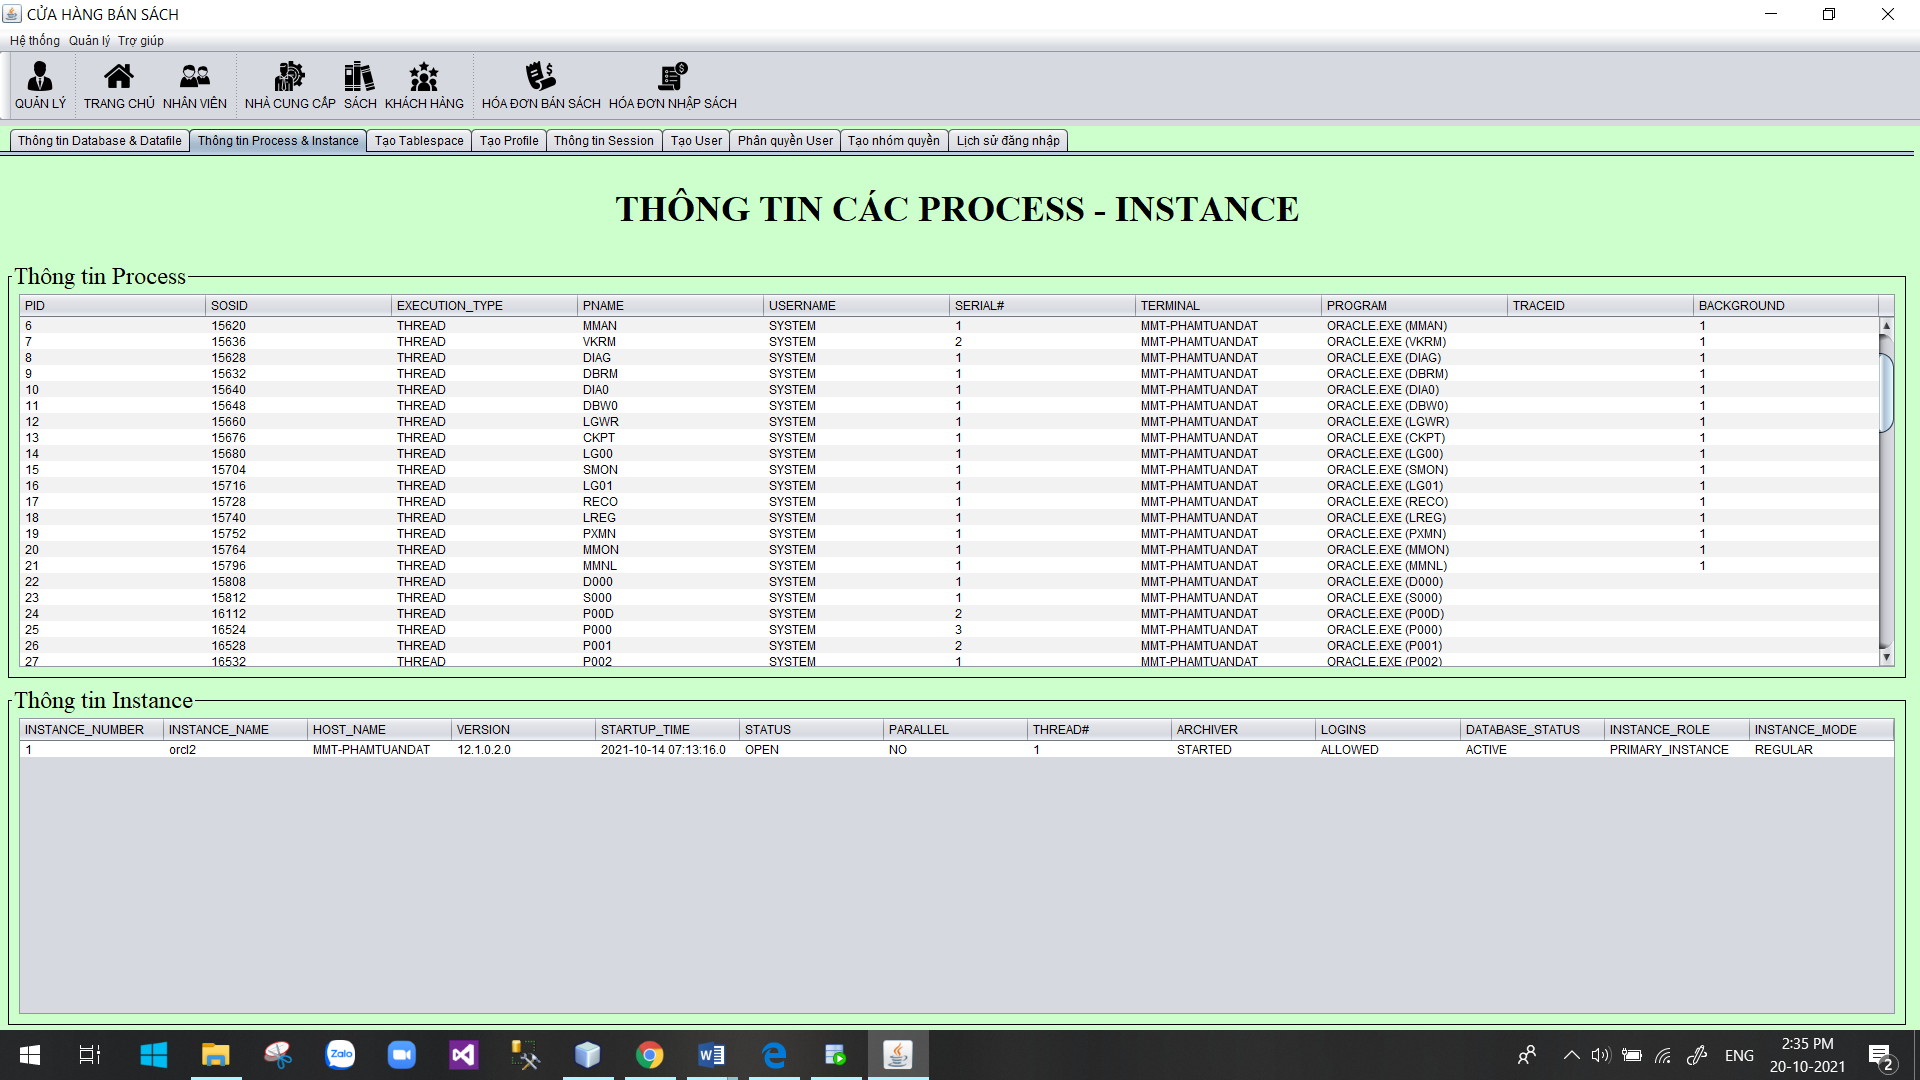 CỬA HÀNG BÁN SÁCH
Hệ thống Quản lý Trợ giúp
QUẢN LÝ TRANG CHỦ NHÂN VIÊN NHÀ CUNG CẤP SÁCH KHÁCH HÀNG HÓA ĐƠN BÁN SÁCH HÓA ĐƠN NHẬP SÁCH
Thông tin Database & Datafile Thông tin Process & Instance Tạo Tablespace Tạo Profile Thông tin Session Tạo User Phân quyền User Tạo nhóm quyền Lịch sử đăng nhập
THÔNG TIN CÁC PROCESS - INSTANCE
Thông tin Process
PID SOSID EXECUTION_TYPE PNAME USERNAME SERIAL# TERMINAL PROGRAM TRACEID BACKGROUND
6 15620 THREAD MMAN SYSTEM 1 MMT-PHAMTUANDAT ORACLE.EXE (MMAN) 1
7 15636 THREAD VKRM SYSTEM 2 MMT-PHAMTUANDAT ORACLE.EXE (VKRM) 1
8 15628 THREAD DIAG SYSTEM 1 MMT-PHAMTUANDAT ORACLE.EXE (DIAG) 1
9 15632 THREAD DBRM SYSTEM 1 MMT-PHAMTUANDAT ORACLE.EXE (DBRM) 1
10 15640 THREAD DIA0 SYSTEM 1 MMT-PHAMTUANDAT ORACLE.EXE (DIA0) 1
11 15648 THREAD DBW0 SYSTEM 1 MMT-PHAMTUANDAT ORACLE.EXE (DBW0) 1
12 15660 THREAD LGWR SYSTEM 1 MMT-PHAMTUANDAT ORACLE.EXE (LGWR) 1
13 15676 THREAD CKPT SYSTEM 1 MMT-PHAMTUANDAT ORACLE.EXE (CKPT) 1
14 15680 THREAD LG00 SYSTEM 1 MMT-PHAMTUANDAT ORACLE.EXE (LG00) 1
15 15704 THREAD SMON SYSTEM 1 MMT-PHAMTUANDAT ORACLE.EXE (SMON) 1
16 15716 THREAD LG01 SYSTEM 1 MMT-PHAMTUANDAT ORACLE.EXE (LG01) 1
17 15728 THREAD RECO SYSTEM 1 MMT-PHAMTUANDAT ORACLE.EXE (RECO) 1
18 15740 THREAD LREG SYSTEM 1 MMT-PHAMTUANDAT ORACLE.EXE (LREG) 1
19 15752 THREAD PXMN SYSTEM 1 MMT-PHAMTUANDAT ORACLE.EXE (PXMN) 1
20 15764 THREAD MMON SYSTEM 1 MMT-PHAMTUANDAT ORACLE.EXE (MMON) 1
21 15796 THREAD MMNL SYSTEM 1 MMT-PHAMTUANDAT ORACLE.EXE (MMNL) 1
22 15808 THREAD D000 SYSTEM 1 MMT-PHAMTUANDAT ORACLE.EXE (D000)
23 15812 THREAD S000 SYSTEM 1 MMT-PHAMTUANDAT ORACLE.EXE (S000)
24 16112 THREAD P00D SYSTEM 2 MMT-PHAMTUANDAT ORACLE.EXE (P00D)
25 16524 THREAD P000 SYSTEM 3 MMT-PHAMTUANDAT ORACLE.EXE (P000)
26 16528 THREAD P001 SYSTEM 2 MMT-PHAMTUANDAT ORACLE.EXE (P001)
27 16532 THREAD P002 SYSTEM 1 MMT-PHAMTUANDAT ORACLE.EXE (P002)
Thông tin Instance
INSTANCE_NUMBER INSTANCE_NAME HOST_NAME VERSION STARTUP_TIME STATUS PARALLEL THREAD# ARCHIVER LOGINS DATABASE_STATUS INSTANCE_ROLE INSTANCE_MODE
1 orcl2 MMT-PHAMTUANDAT 12.1.0.2.0 2021-10-14 07:13:16.0 OPEN NO 1 STARTED ALLOWED ACTIVE PRIMARY_INSTANCE REGULAR
Zalo
ENG
2:35 PM
20-10-2021
2